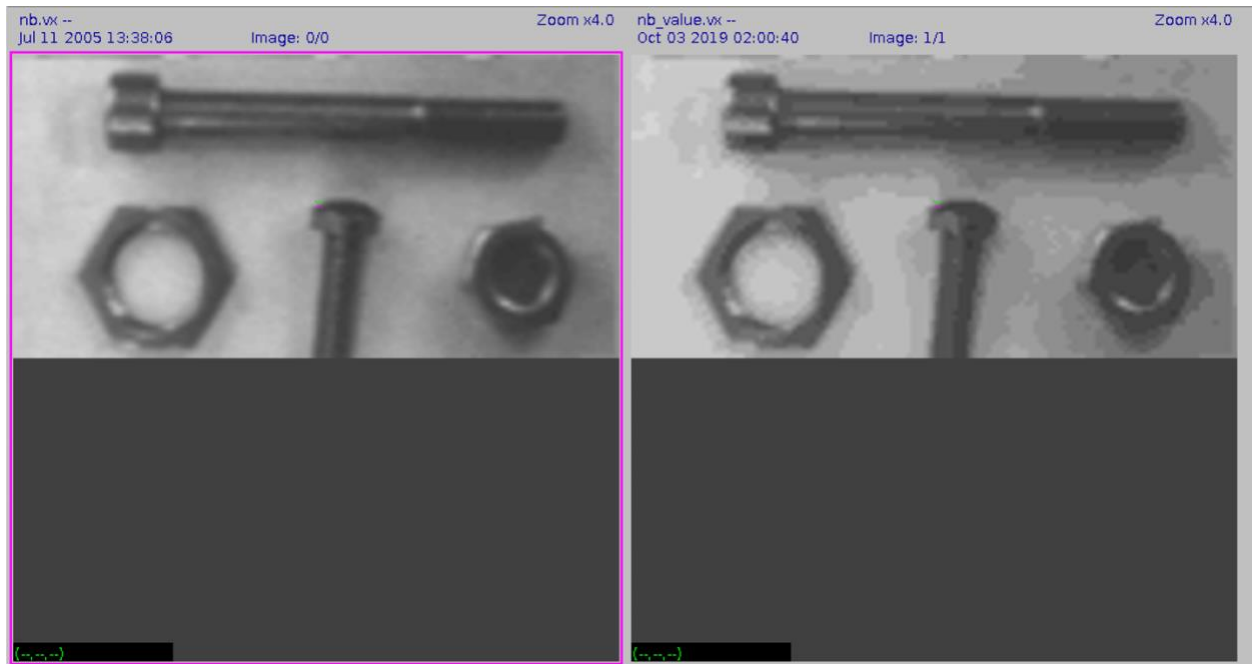 nb.vx -- Zoom x4.0
Jul 11 2005 13:38:06 Image: 0/0
(--,--,--)
nb_value.vx -- Zoom x4.0
Oct 03 2019 02:00:40 Image: 1/1
(--,--,--)